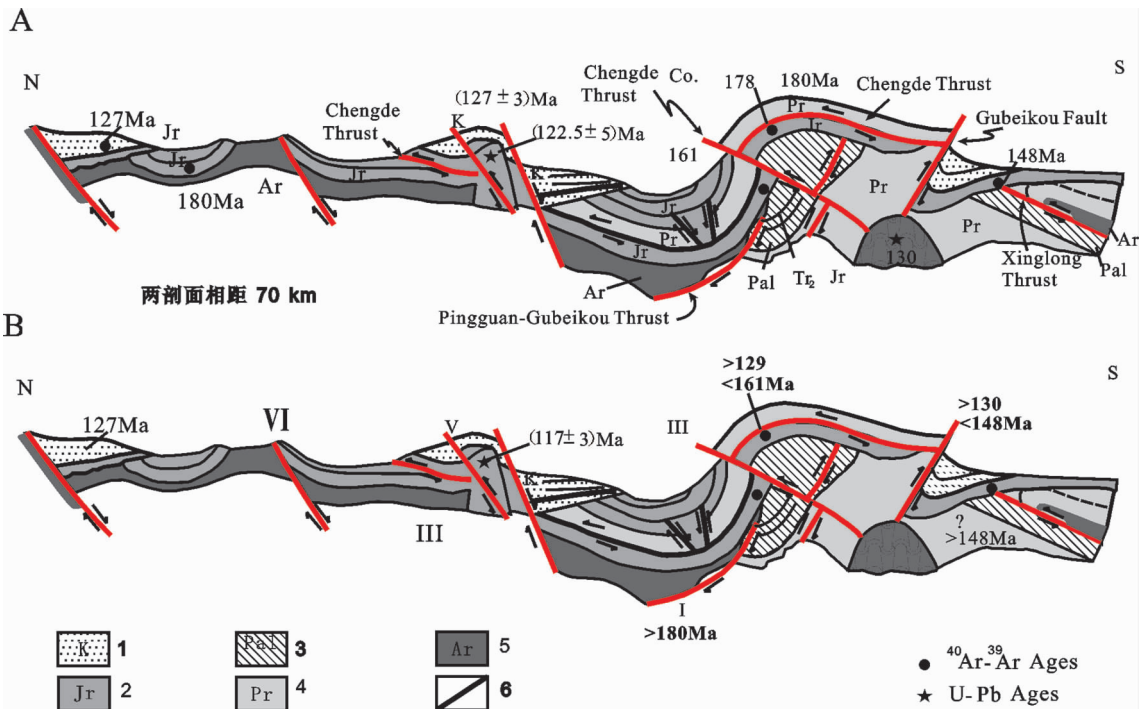 A
N
S
127Ma
Jr
Jr
180Ma
Ar
Chengde
Thrust
Jr
K
(127 ± 3)Ma
(122.5 ± 5)Ma
K
Chengde Co.
Thrust
178
180Ma
Pr
Jr
Chengde Thrust
Gubeikou Fault
161
148Ma
Jr
Pr
Jr
Ar
Pr
130
Pr
Pal
Tr₂
Jr
Xinglong
Thrust
Ar
Pal
Pingguan-Gubeikou Thrust
两剖面相距 70 km
B
N
S
127Ma
VI
V
(117± 3)Ma
K
III
III
>129
<161Ma
>130
<148Ma
?
>148Ma
I
>180Ma
K 1
Pal 3
Ar 5
⁴⁰Ar-³⁹Ar Ages
Jr 2
Pr 4
6
U-Pb Ages